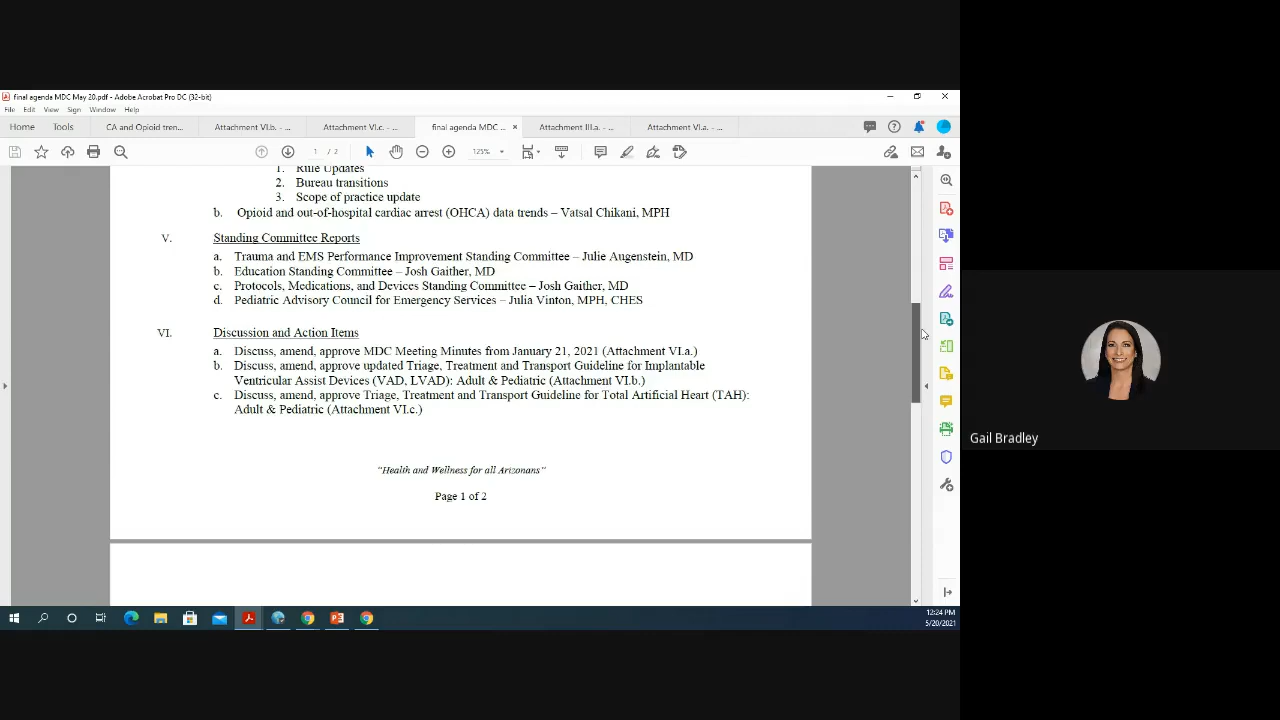 final agenda MDC May 20.pdf - Adobe Acrobat Pro DC (32-bit)
File Edit View Sign Window Help
Home Tools CA and Opioid tren... Attachment VI.b. - ... Attachment VI.c. - ... final agenda MDC ... × Attachment III.a. - ... Attachment VI.a. - ...
1 / 2 125%
1. Rule Updates
2. Bureau transitions
3. Scope of practice update
b. Opioid and out-of-hospital cardiac arrest (OHCA) data trends – Vatsal Chikani, MPH
V. Standing Committee Reports
a. Trauma and EMS Performance Improvement Standing Committee – Julie Augenstein, MD
b. Education Standing Committee – Josh Gaither, MD
c. Protocols, Medications, and Devices Standing Committee – Josh Gaither, MD
d. Pediatric Advisory Council for Emergency Services – Julia Vinton, MPH, CHES
VI. Discussion and Action Items
a. Discuss, amend, approve MDC Meeting Minutes from January 21, 2021 (Attachment VI.a.)
b. Discuss, amend, approve updated Triage, Treatment and Transport Guideline for Implantable
Ventricular Assist Devices (VAD, LVAD): Adult & Pediatric (Attachment VI.b.)
c. Discuss, amend, approve Triage, Treatment and Transport Guideline for Total Artificial Heart (TAH):
Adult & Pediatric (Attachment VI.c.)
"Health and Wellness for all Arizonans"
Page 1 of 2
Gail Bradley
12:24 PM
5/20/2021